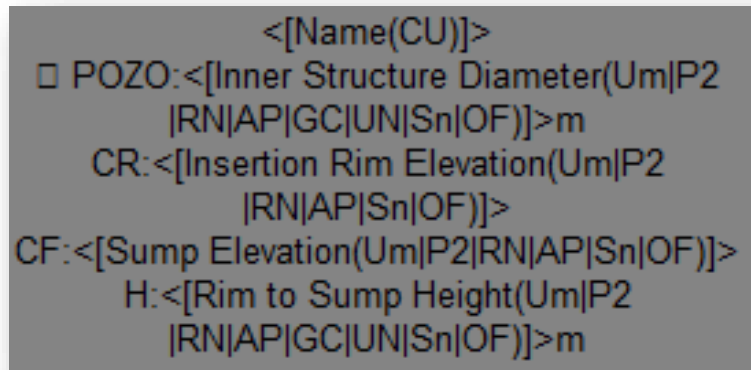 <[Name(CU)]>
□ POZO:<[Inner Structure Diameter(Um|P2
|RN|AP|GC|UN|Sn|OF)]>m
CR:<[Insertion Rim Elevation(Um|P2
|RN|AP|Sn|OF)]>
CF:<[Sump Elevation(Um|P2|RN|AP|Sn|OF)]>
H:<[Rim to Sump Height(Um|P2
|RN|AP|GC|UN|Sn|OF)]>m